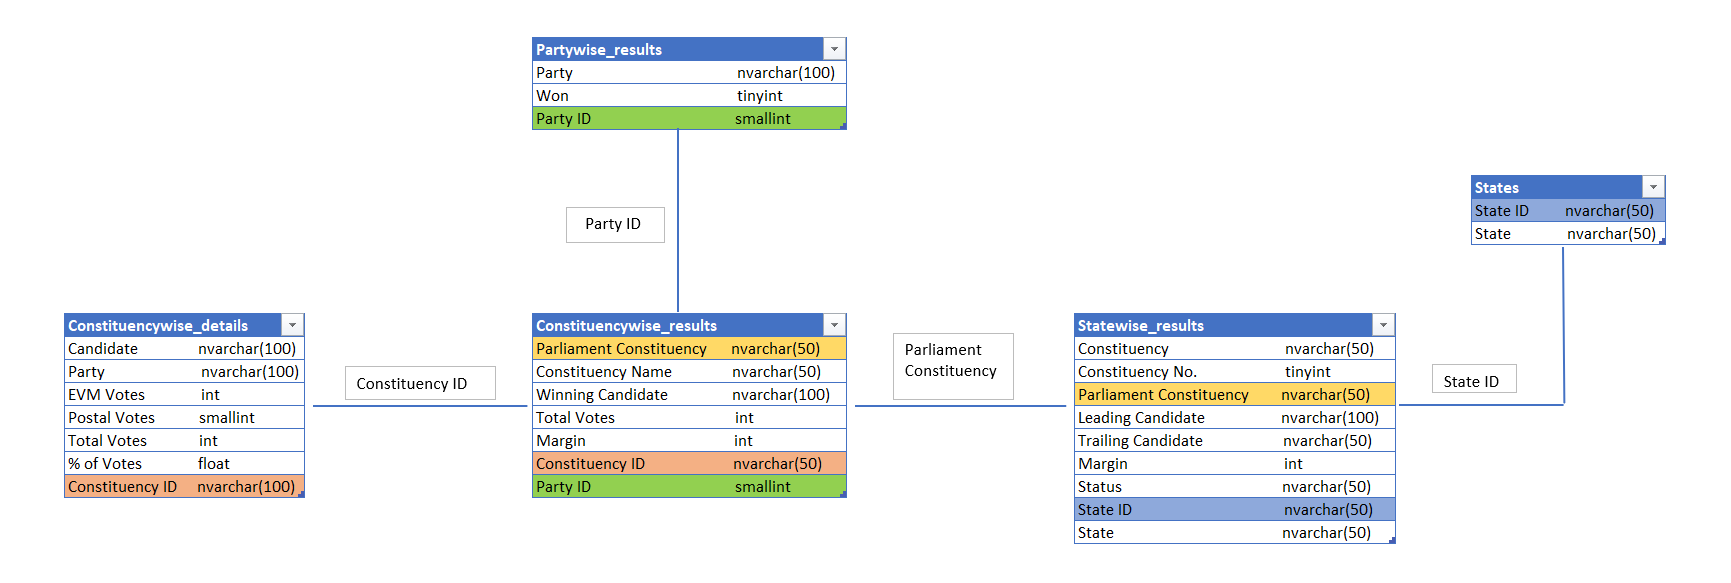 Partywise_results
Party nvarchar(100)
Won tinyint
Party ID smallint
Party ID
States
State ID nvarchar(50)
State nvarchar(50)
Constituencywise_details
Candidate nvarchar(100)
Party nvarchar(100)
EVM Votes int
Postal Votes smallint
Total Votes int
% of Votes float
Constituency ID nvarchar(100)
Constituency ID
Constituencywise_results
Parliament Constituency nvarchar(50)
Constituency Name nvarchar(50)
Winning Candidate nvarchar(100)
Total Votes int
Margin int
Constituency ID nvarchar(50)
Party ID smallint
Parliament
Constituency
Statewise_results
Constituency nvarchar(50)
Constituency No. tinyint
Parliament Constituency nvarchar(50)
Leading Candidate nvarchar(100)
Trailing Candidate nvarchar(50)
Margin int
Status nvarchar(50)
State ID nvarchar(50)
State nvarchar(50)
State ID